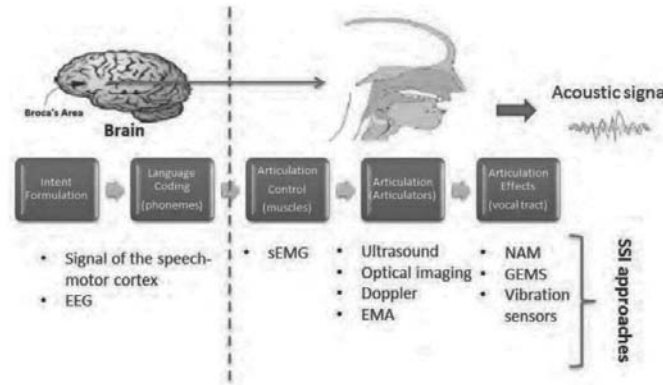 Broca's Area
Brain
Acoustic signal
Intent
Formulation
Language
Coding
(phonemes)
Articulation
Control
(muscles)
Articulation
(Articulators)
Articulation
Effects
(vocal tract)
• Signal of the speech-
motor cortex
• EEG
• sEMG
• Ultrasound
• Optical imaging
• Doppler
• EMA
• NAM
• GEMS
• Vibration
sensors
SSI approaches